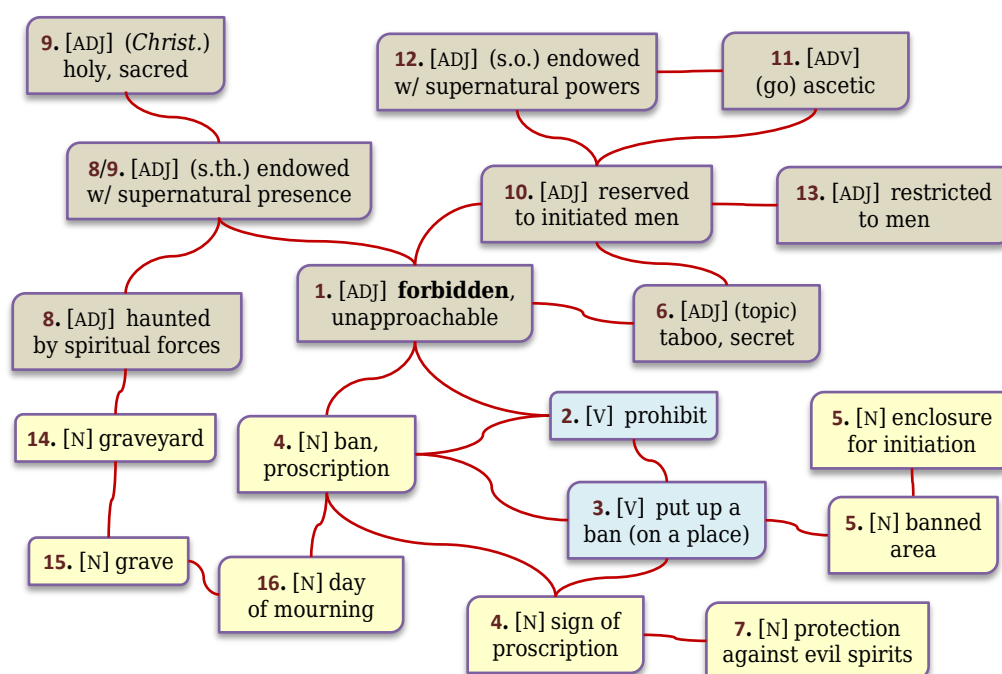 9. [ADJ] (Christ.)
holy, sacred
12. [ADJ] (s.o.) endowed
w/ supernatural powers
11. [ADV]
(go) ascetic
8/9. [ADJ] (s.th.) endowed
w/ supernatural presence
10. [ADJ] reserved
to initiated men
13. [ADJ] restricted
to men
1. [ADJ] forbidden,
unapproachable
8. [ADJ] haunted
by spiritual forces
6. [ADJ] (topic)
taboo, secret
14. [N] graveyard
4. [N] ban,
proscription
2. [V] prohibit
5. [N] enclosure
for initiation
3. [V] put up a
ban (on a place)
5. [N] banned
area
15. [N] grave
16. [N] day
of mourning
4. [N] sign of
proscription
7. [N] protection
against evil spirits